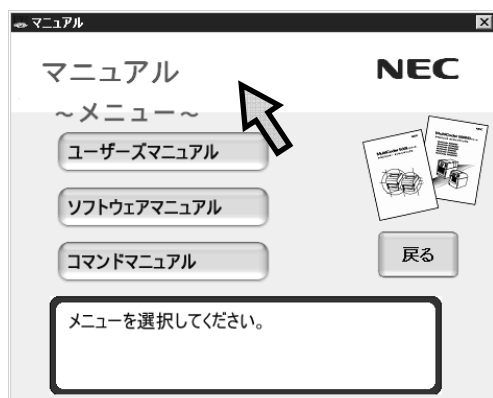 マニュアル
マニュアル NEC
~メニュー~
ユーザーズマニュアル
ソフトウェアマニュアル
コマンドマニュアル
戻る
メニューを選択してください。